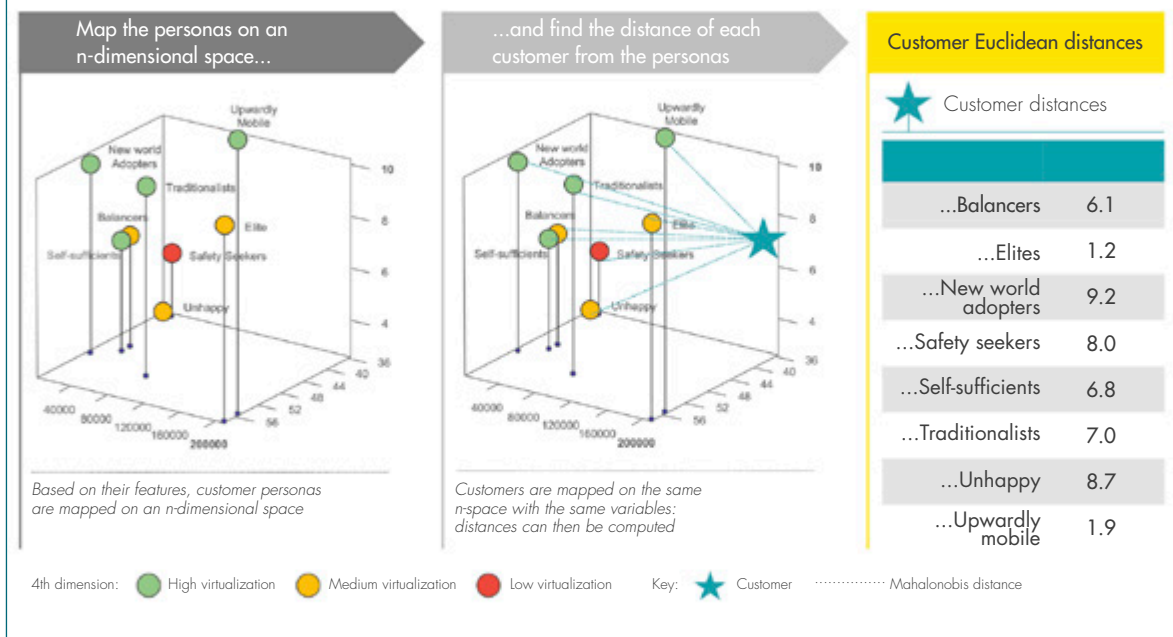 Map the personas on an
n-dimensional space...
...and find the distance of each
customer from the personas
Customer Euclidean distances
Upwardly
Mobile
New world
Adopters
Traditionalists
Balancers
Elite
Self-sufficients
Safety Seekers
Unhappy
10
8
6
4
36
40
44
48
52
56
40000
80000
120000
160000
200000
Based on their features, customer personas
are mapped on an n-dimensional space
Upwardly
Mobile
New world
Adopters
Traditionalists
Balancers
Elite
Self-sufficients
Safety Seekers
Unhappy
10
8
6
4
36
40
44
48
52
56
40000
80000
120000
160000
200000
Customers are mapped on the same
n-space with the same variables:
distances can then be computed
Customer distances
...Balancers 6.1
...Elites 1.2
...New world
adopters 9.2
...Safety seekers 8.0
...Self-sufficients 6.8
...Traditionalists 7.0
...Unhappy 8.7
...Upwardly
mobile 1.9
4th dimension: High virtualization Medium virtualization Low virtualization Key: Customer Mahalonobis distance